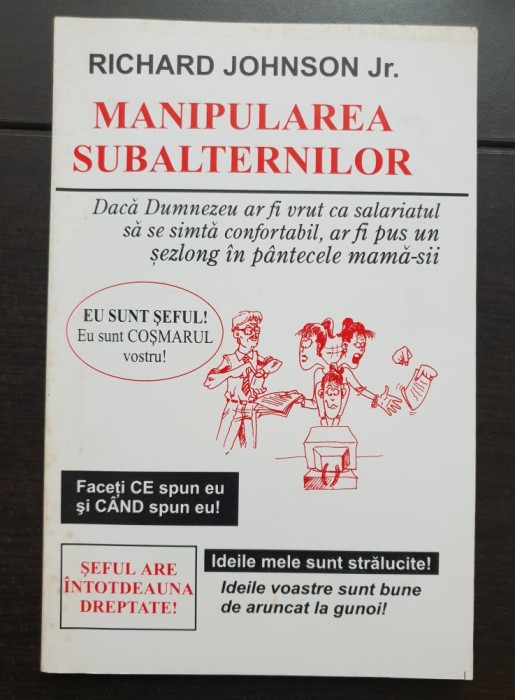 RICHARD JOHNSON Jr.
MANIPULAREA
SUBALTERNILOR
Dacă Dumnezeu ar fi vrut ca salariatul
să se simtă confortabil, ar fi pus un
șezlong în pântecele mamă-sii
EU SUNT ȘEFUL!
Eu sunt COȘMARUL
vostru!
Faceți CE spun eu
și CÂND spun eu!
ȘEFUL ARE
ÎNTOTDEAUNA
DREPTATE!
Ideile mele sunt strălucite!
Ideile voastre sunt bune
de aruncat la gunoi!